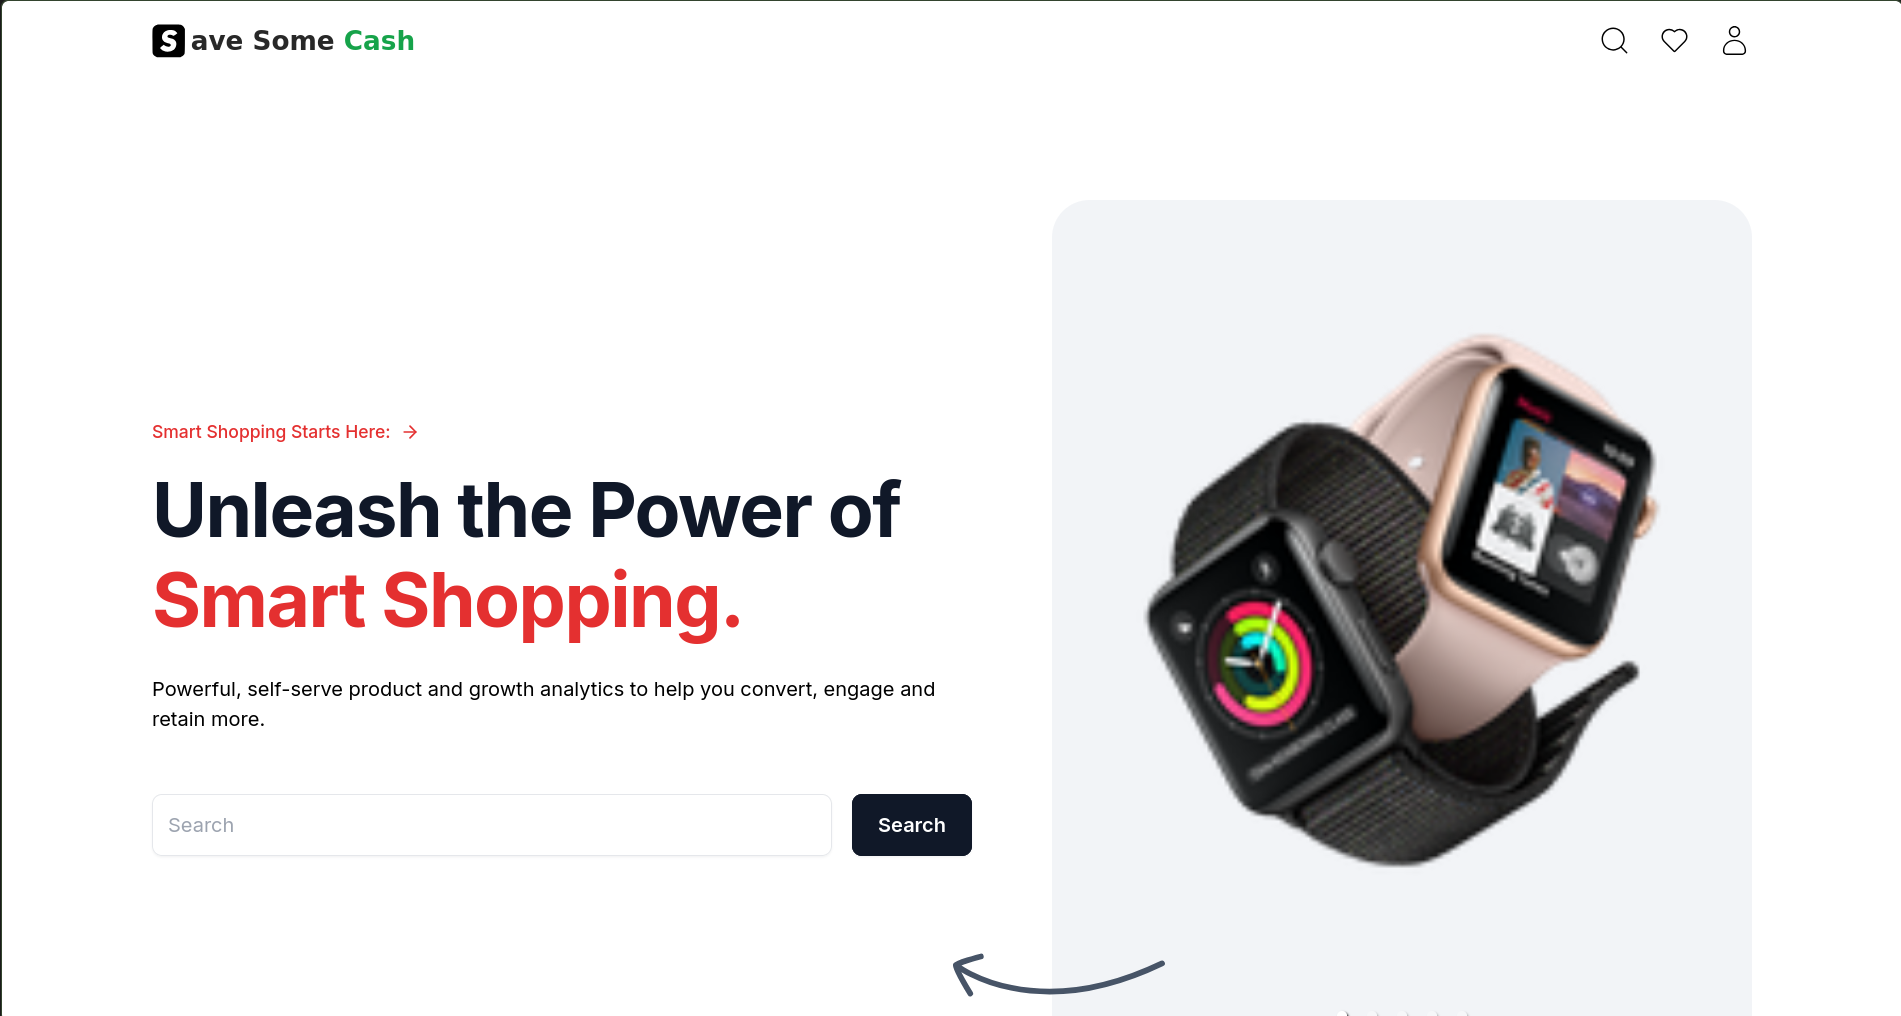 Save Some Cash
Smart Shopping Starts Here:
Unleash the Power of
Smart Shopping.
Powerful, self-serve product and growth analytics to help you convert, engage and
retain more.
Search
Search